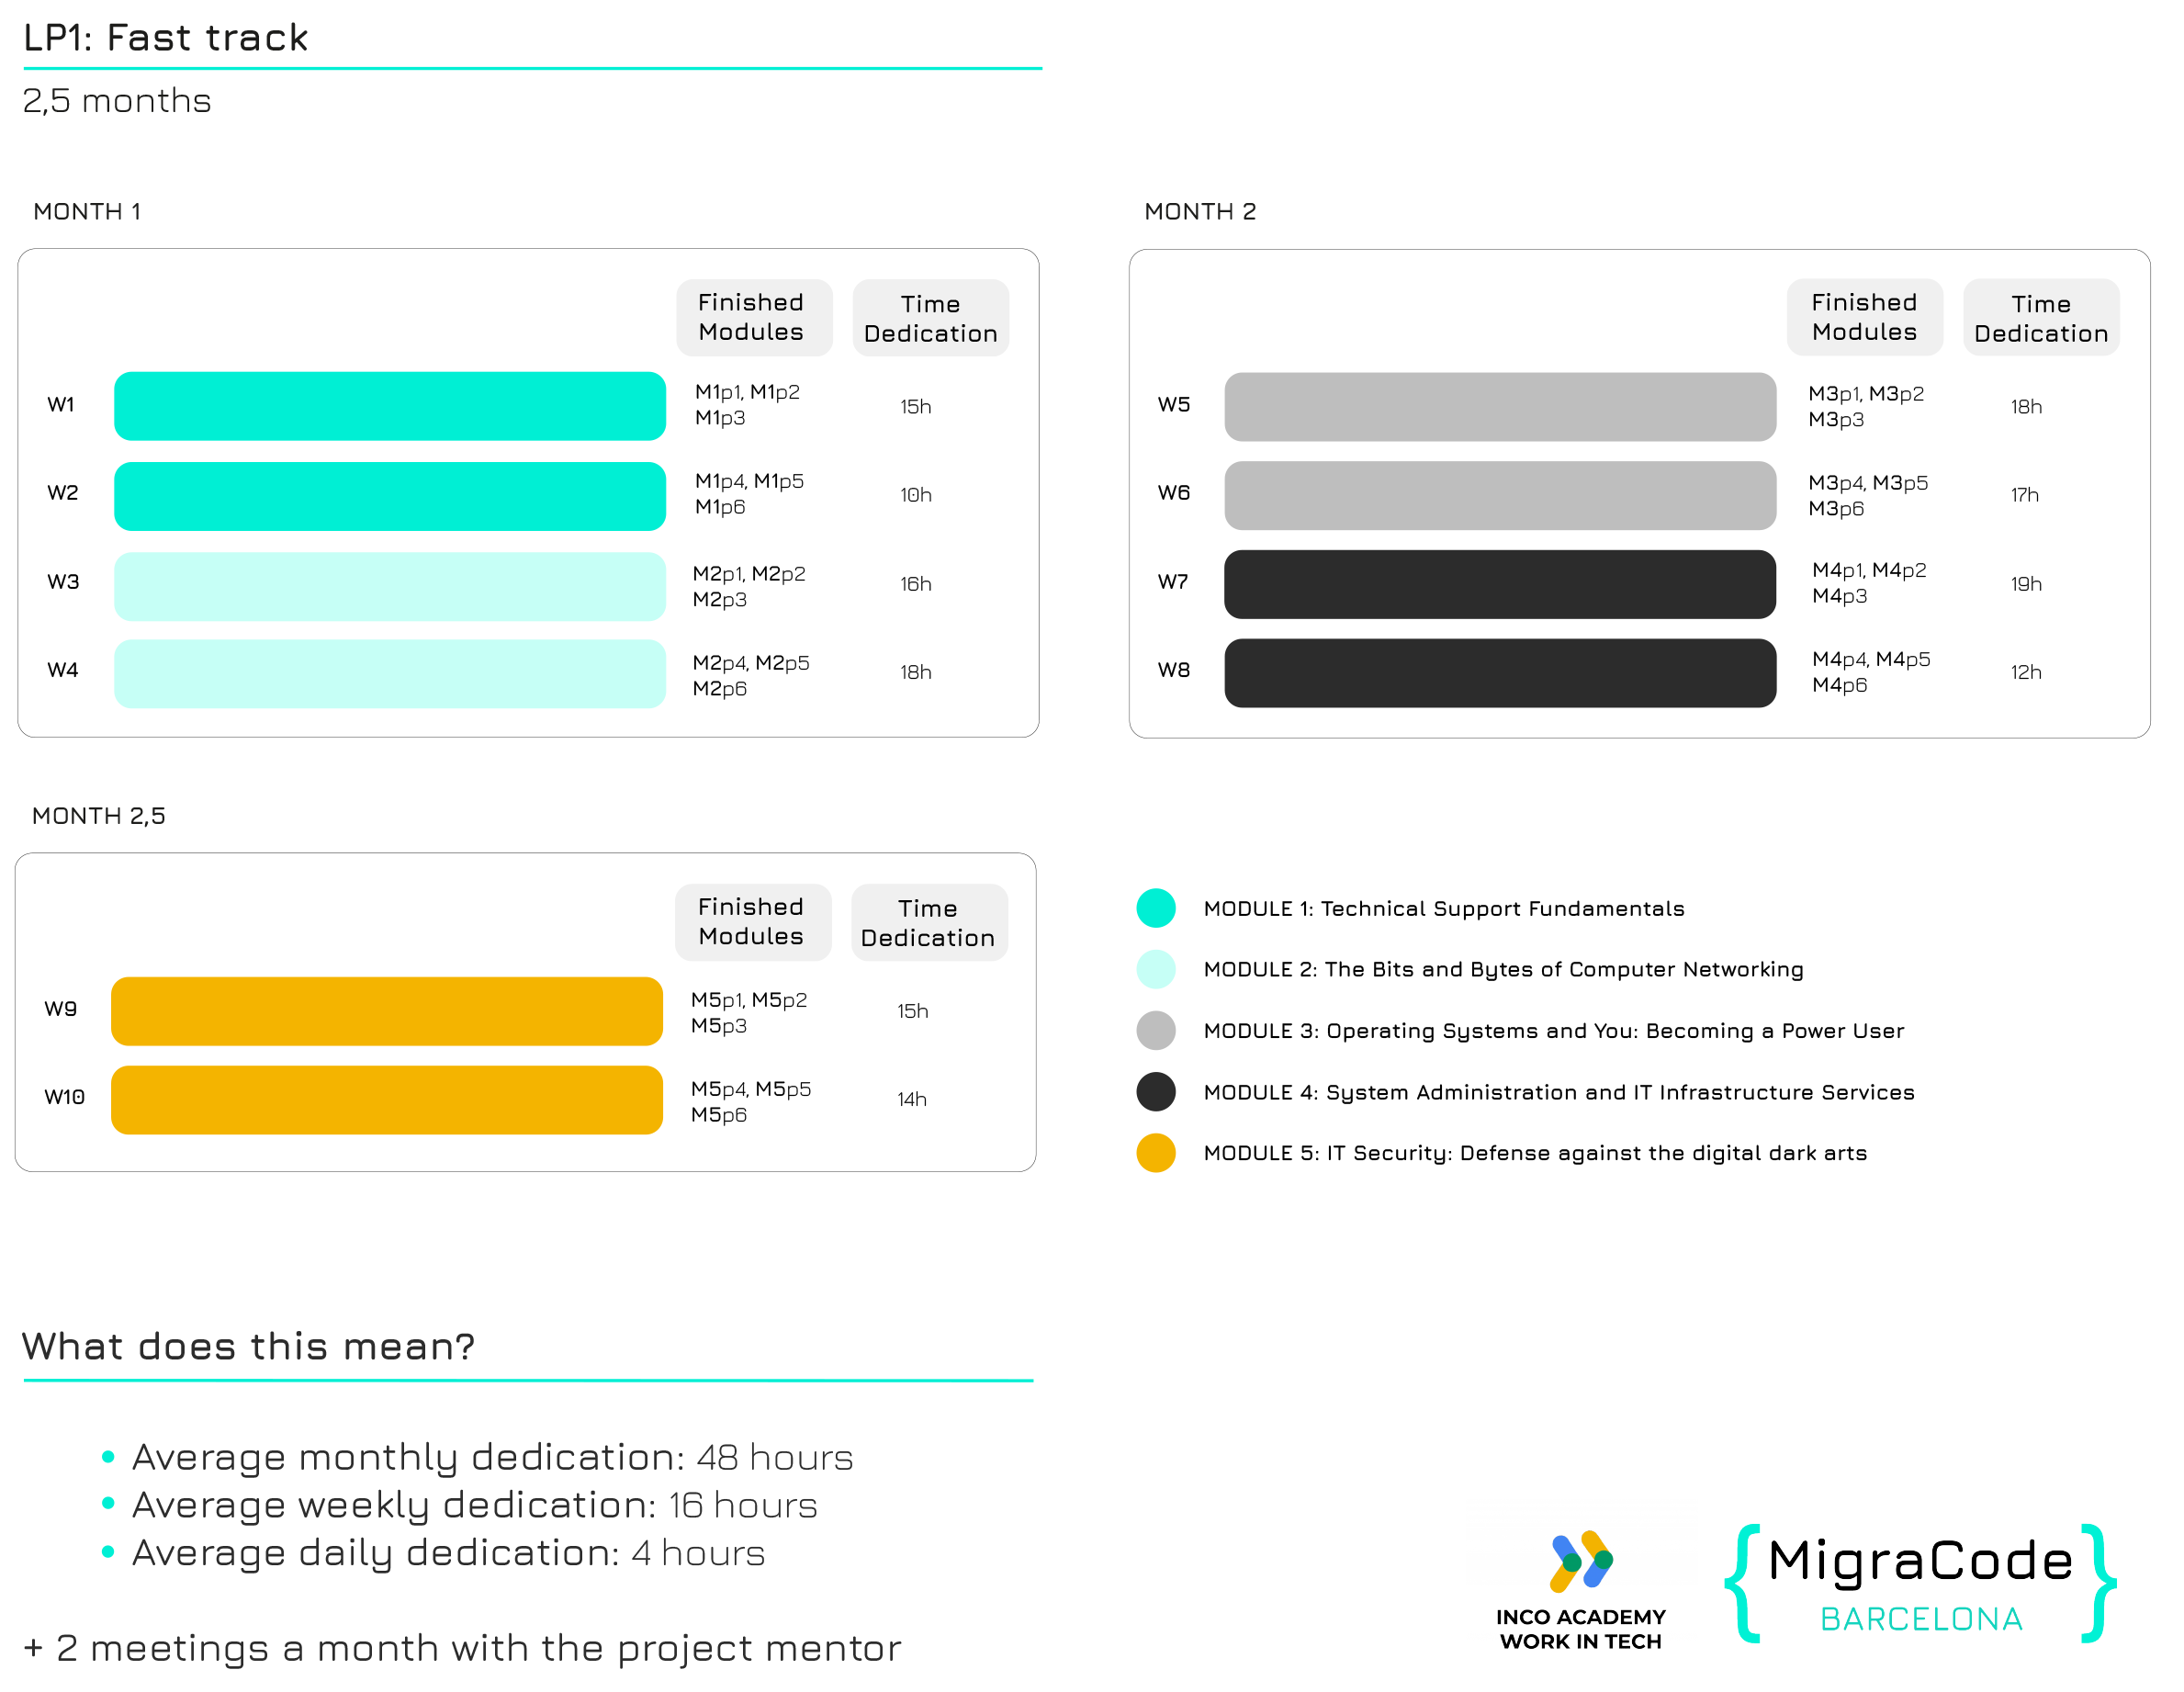 LP1: Fast track
2,5 months
MONTH 1
Finished
Modules
Time
Dedication
W1
M1p1, M1p2
M1p3
15h
W2
M1p4, M1p5
M1p6
10h
W3
M2p1, M2p2
M2p3
16h
W4
M2p4, M2p5
M2p6
18h
MONTH 2
Finished
Modules
Time
Dedication
W5
M3p1, M3p2
M3p3
18h
W6
M3p4, M3p5
M3p6
17h
W7
M4p1, M4p2
M4p3
19h
W8
M4p4, M4p5
M4p6
12h
MONTH 2,5
Finished
Modules
Time
Dedication
W9
M5p1, M5p2
M5p3
15h
W10
M5p4, M5p5
M5p6
14h
MODULE 1: Technical Support Fundamentals
MODULE 2: The Bits and Bytes of Computer Networking
MODULE 3: Operating Systems and You: Becoming a Power User
MODULE 4: System Administration and IT Infrastructure Services
MODULE 5: IT Security: Defense against the digital dark arts
What does this mean?
• Average monthly dedication: 48 hours
• Average weekly dedication: 16 hours
• Average daily dedication: 4 hours
+ 2 meetings a month with the project mentor
INCO ACADEMY
WORK IN TECH
{MigraCode}
BARCELONA